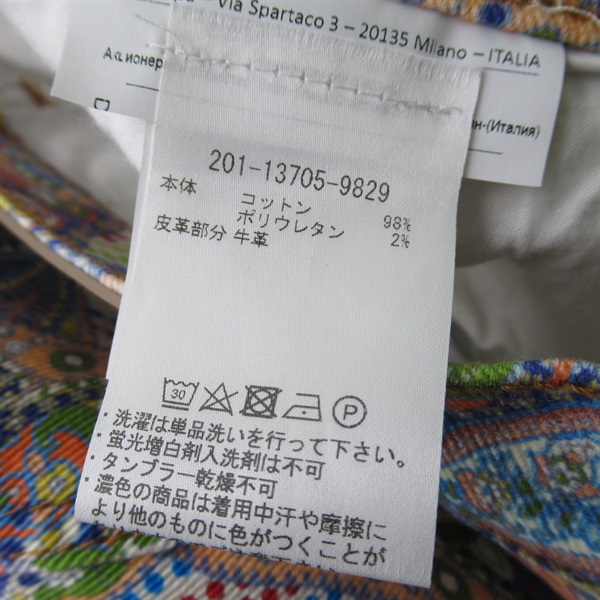 Via Spartaco 3 – 20135 Milano – ITALIA
201-13705-9829
本体 コットン 98%
ポリウレタン 2%
皮革部分 牛革
30
P
・洗濯は単品洗いを行って下さい。
・蛍光増白剤入洗剤は不可
・タンブラー乾燥不可
・濃色の商品は着用中汗や摩擦に
より他のものに色がつくことが
(Италия)